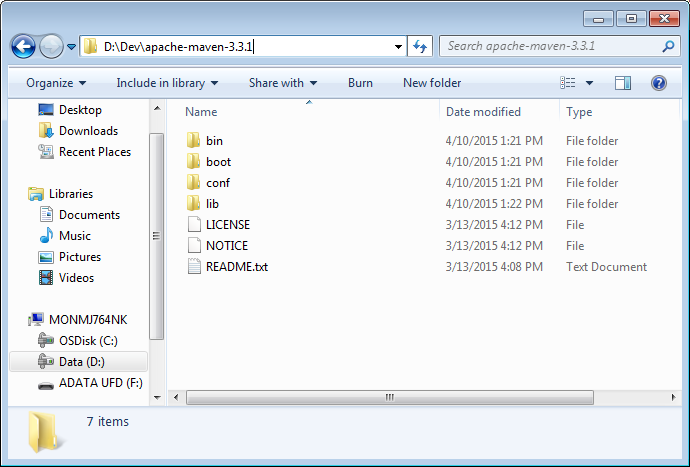 D:\Dev\apache-maven-3.3.1
Search apache-maven-3.3.1
Organize Include in library Share with Burn New folder
Desktop
Downloads
Recent Places
Libraries
Documents
Music
Pictures
Videos
MONMJ764NK
OSDisk (C:)
Data (D:)
ADATA UFD (F:)
Name Date modified Type
bin 4/10/2015 1:21 PM File folder
boot 4/10/2015 1:21 PM File folder
conf 4/10/2015 1:21 PM File folder
lib 4/10/2015 1:22 PM File folder
LICENSE 3/13/2015 4:12 PM File
NOTICE 3/13/2015 4:12 PM File
README.txt 3/13/2015 4:08 PM Text Document
7 items